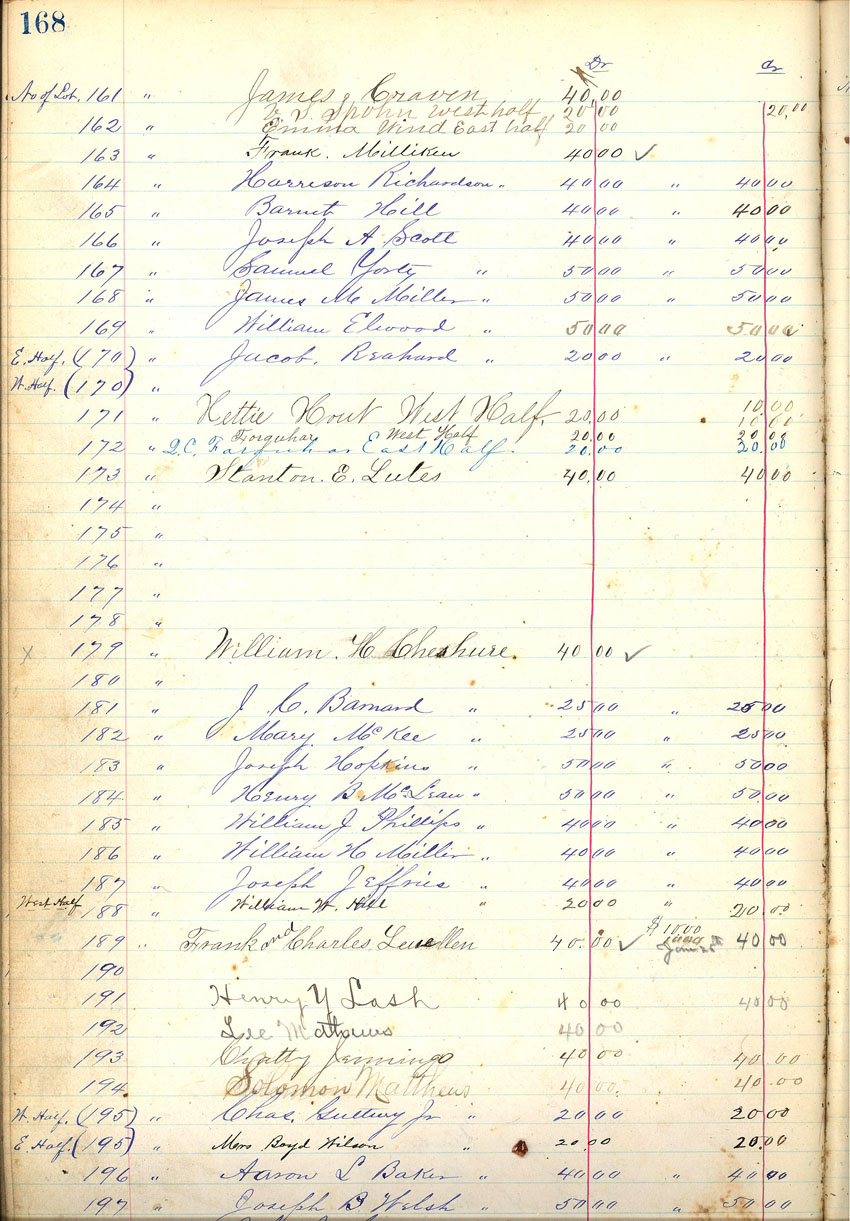 168
Dr Cr
No of Lot. 161 " James Craven 40,00
V. S. Spohn West half 20,00 20,00
162 " Emma Wind East half 20 00
163 " Frank. Milliken 40 00 ✓
164 " Harrison Richardson " 40 00 " 40 00
165 " Barnet Hill 40 00 " 40 00
166 " Joseph A Scott 40 00 " 40 00
167 " Samuel Yorty " 50 00 " 50 00
168 " James M Miller " 50 00 " 50 00
169 " William Elwood " 50 00 50 00
E. Half. (170) " Jacob. Reahard " 20 00 " 20 00
W. Half. (170) "
10.00
171 " Hettie Hout West Half. 20.00 10 00
Forquhar West Half 20.00 20 00
172 " Q.C. Farquhar East Half. 20.00 20.00
173 " Stanton. E. Lutes 40.00 40 00
174 "
175 "
176 "
177 "
178 "
x 179 " William. H. Cheshure. 40 00 ✓
180 "
181 " J. C. Barnard " 25 00 " 25 00
182 " Mary McKee " 25 00 " 25 00
183 " Joseph Hopkins " 50 00 " 50 00
184 " Henry B McLean " 50 00 " 50.00
185 " William J Phillips " 40 00 " 40 00
186 " William H Miller " 40 00 " 40 00
187 " Joseph Jeffries " 40 00 " 40 00
West Half 188 " William W. Hill " 20 00 " 20.00
$10.00
189 " Frank and Charles Lewellen 40.00 ✓ 40 00
190
191 Henry Y Lash 40 00 40 00
192 Lee Mathews 40 00
193 Chatty Jennings 40 00 40 00
194 Solomon Matthews 40 00. 40.00
W. Half. (195) " Chas. Jr " 20 00 20 00
E. Half. (195) " Mrs Boyd Wilson " 20.00 20.00
196 " Aaron L Baker " 40 00 " 40 00
197 " Joseph B Welsh " 50 00 " 50 00